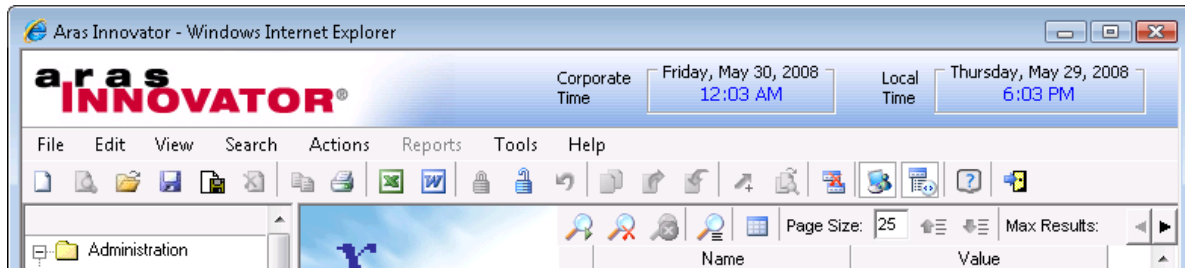 Aras Innovator - Windows Internet Explorer
aras
INNOVATOR®
Corporate Time
Friday, May 30, 2008
12:03 AM
Local Time
Thursday, May 29, 2008
6:03 PM
File Edit View Search Actions Reports Tools Help
Page Size: 25 Max Results:
Administration
Name Value